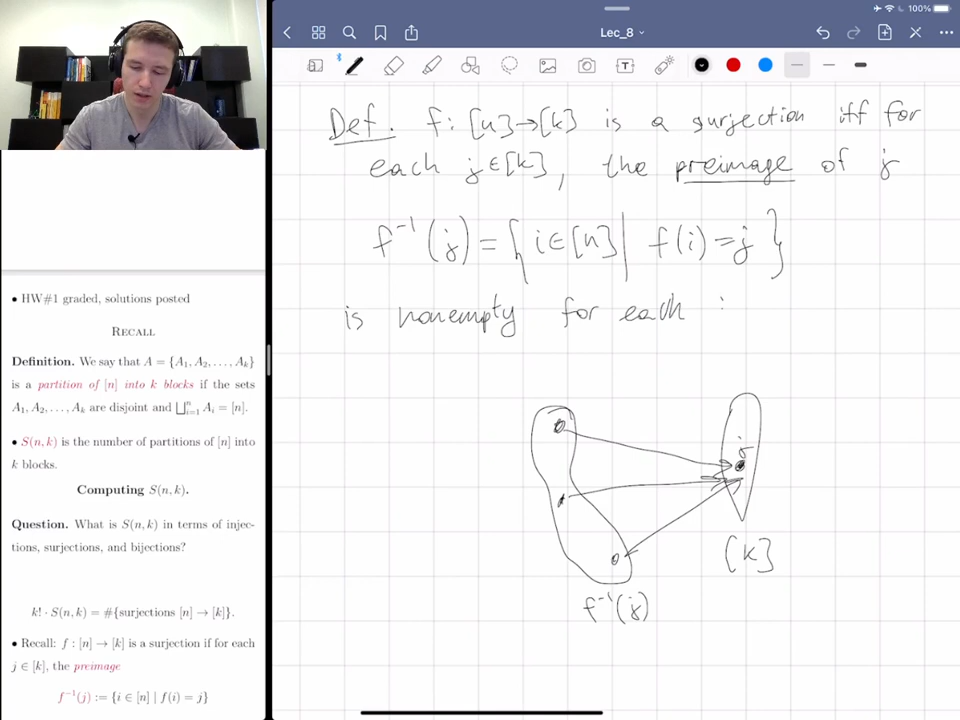 100%
Lec_8
Def. f: [n]→[k] is a surjection iff for
each j∈[k], the preimage of j
f⁻¹(j) = { i∈[n] | f(i)=j }
is nonempty for each :
j
[k]
f⁻¹(j)
• HW#1 graded, solutions posted
RECALL
Definition. We say that A = {A₁, A₂, . . . , Aₖ}
is a partition of [n] into k blocks if the sets
A₁, A₂, . . . , Aₖ are disjoint and ⨆ⁿᵢ₌₁ Aᵢ = [n].
• S(n, k) is the number of partitions of [n] into
k blocks.
Computing S(n, k).
Question. What is S(n, k) in terms of injec-
tions, surjections, and bijections?
k! · S(n, k) = #{surjections [n] → [k]}.
• Recall: f : [n] → [k] is a surjection if for each
j ∈ [k], the preimage
f⁻¹(j) := {i ∈ [n] | f(i) = j}